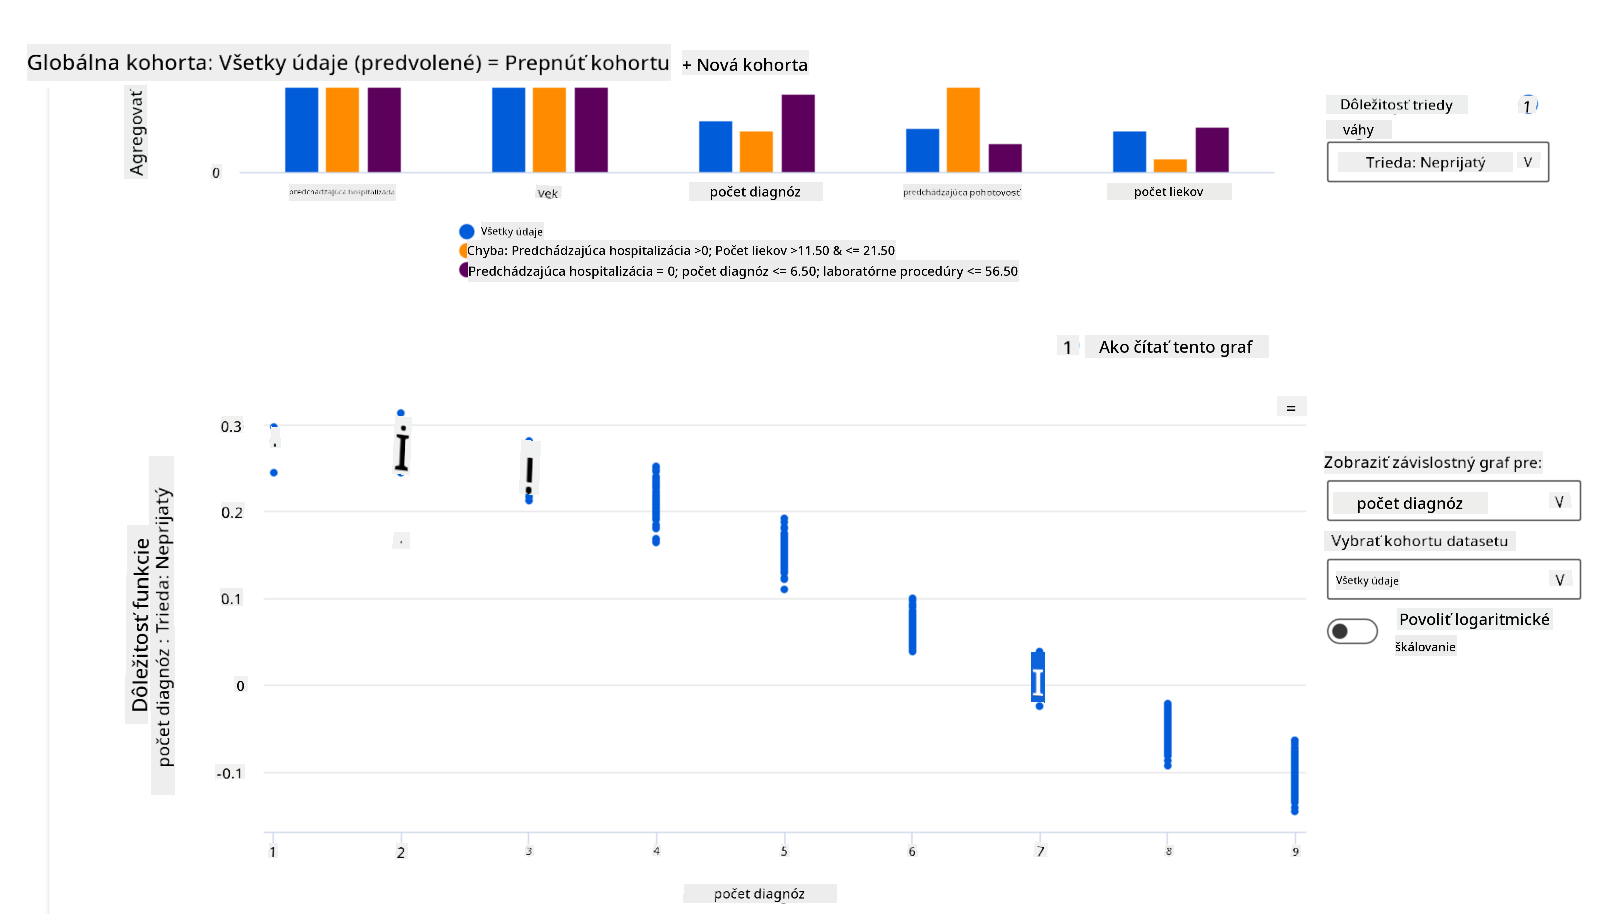 Globálna kohorta: Všetky údaje (predvolené) = Prepnúť kohortu + Nová kohorta
Agregovať
0
predchádzajúca hospitalizácia
Vek
počet diagnóz
predchádzajúca pohotovosť
počet liekov
Dôležitosť triedy
váhy
Trieda: Neprijatý
Všetky údaje
Chyba: Predchádzajúca hospitalizácia >0; Počet liekov >11.50 & <= 21.50
Predchádzajúca hospitalizácia = 0; počet diagnóz <= 6.50; laboratórne procedúry <= 56.50
1 Ako čítať tento graf
=
Dôležitosť funkcie
počet diagnóz : Trieda: Neprijatý
0.3
0.2
0.1
0
-0.1
1 2 3 4 5 6 7 8 9
počet diagnóz
Zobraziť závislostný graf pre:
počet diagnóz
Vybrať kohortu datasetu
Všetky údaje
Povoliť logaritmické
škálovanie